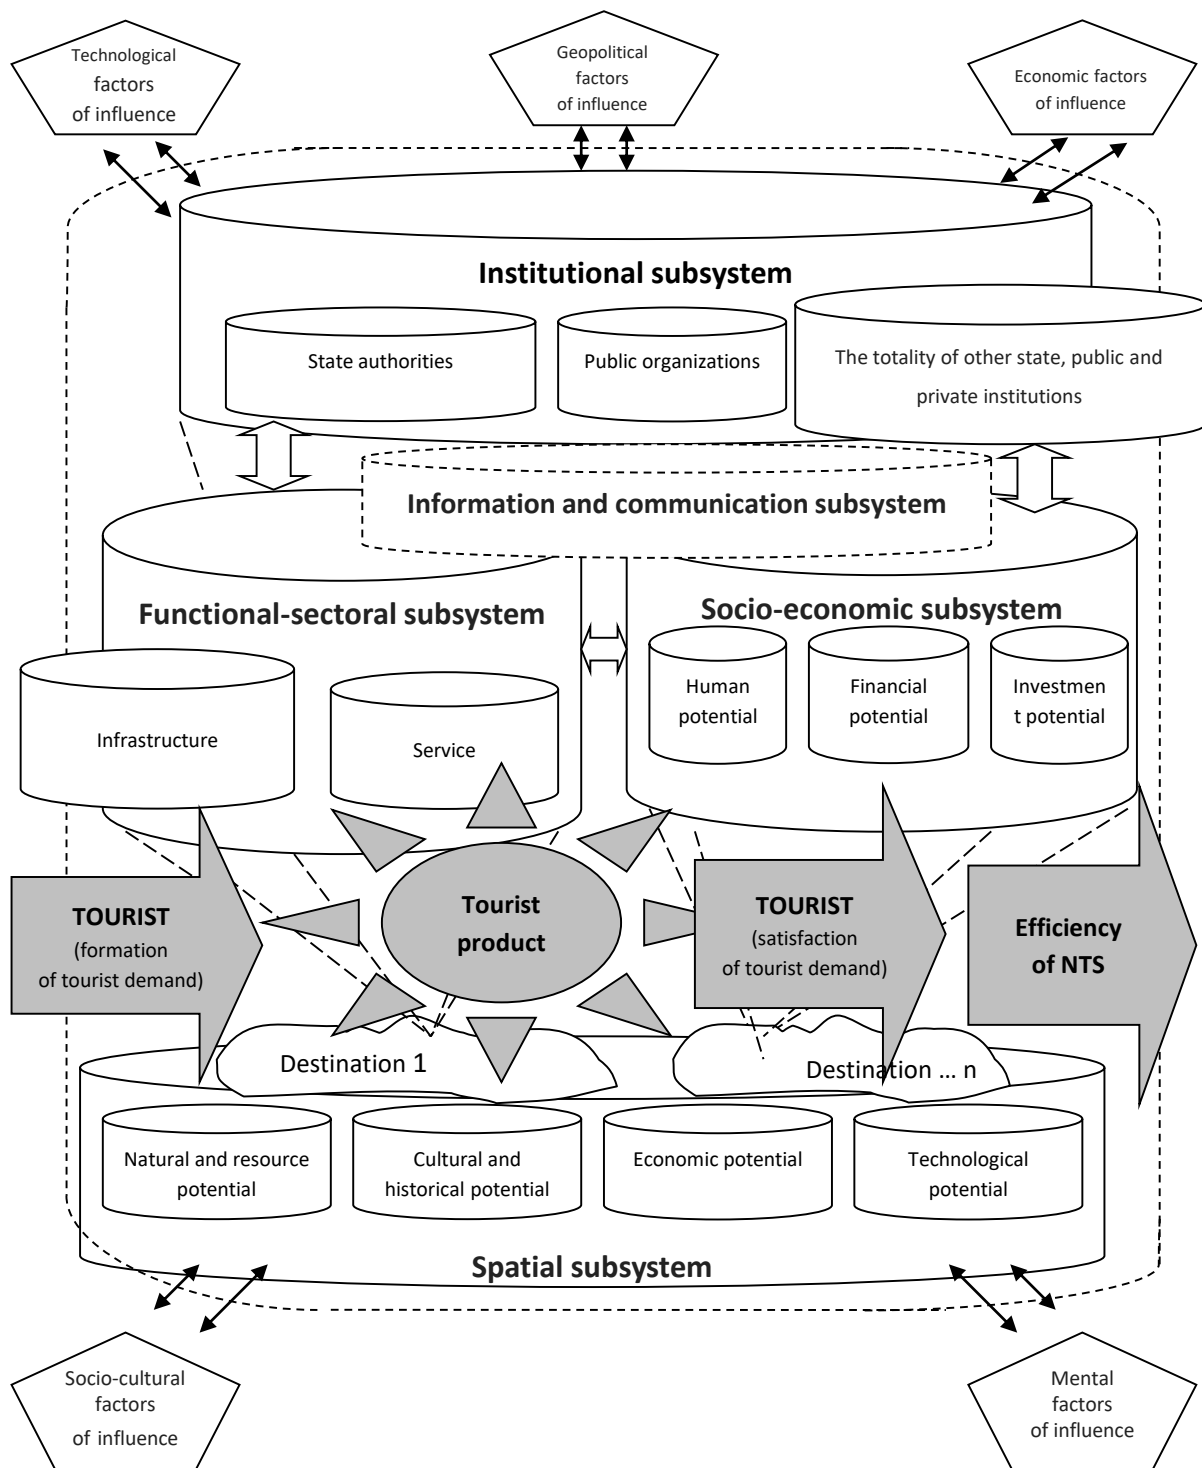 Technological
factors
of influence
Geopolitical
factors
of influence
Economic factors
of influence
Institutional subsystem
State authorities
Public organizations
The totality of other state, public and
private institutions
Information and communication subsystem
Functional-sectoral subsystem
Socio-economic subsystem
Infrastructure
Service
Human
potential
Financial
potential
Investmen
t potential
TOURIST
(formation
of tourist demand)
Tourist
product
TOURIST
(satisfaction
of tourist demand)
Efficiency
of NTS
Destination 1
Destination ... n
Natural and resource
potential
Cultural and
historical potential
Economic potential
Technological
potential
Spatial subsystem
Socio-cultural
factors
of influence
Mental
factors
of influence